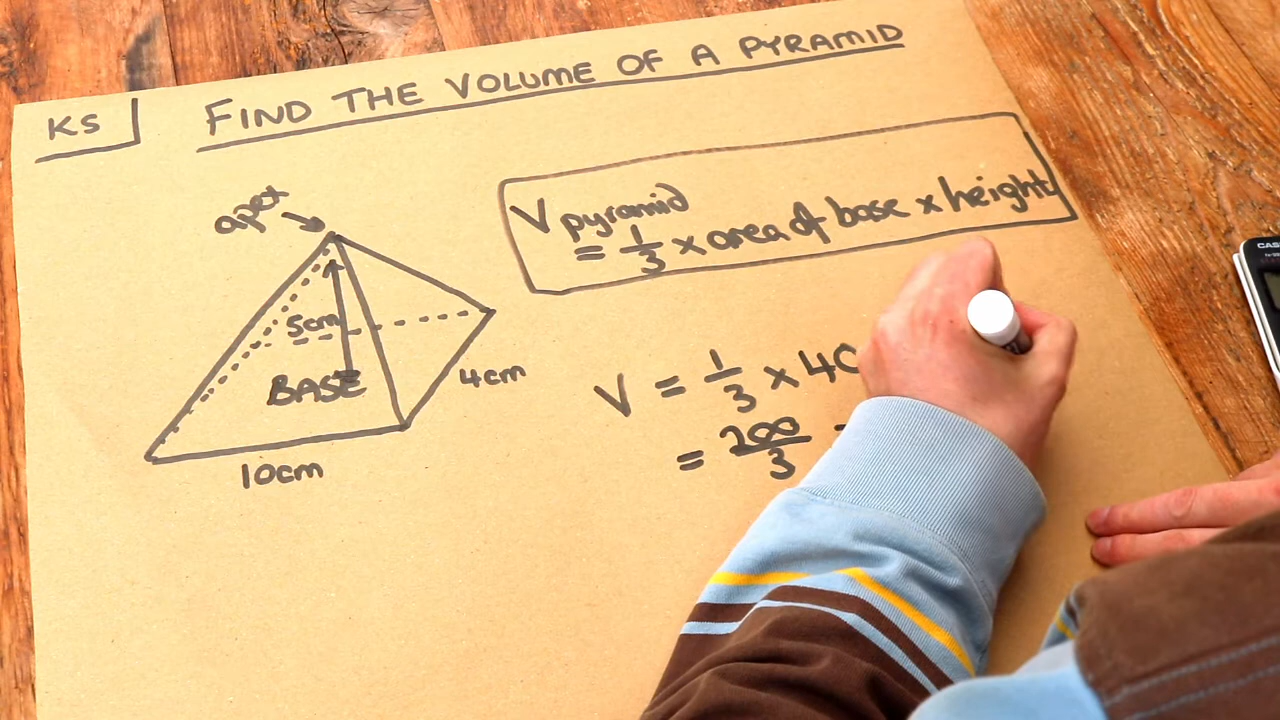 KS
FIND THE VOLUME OF A PYRAMID
apex
V pyramid
= 1/3 × area of base × height
5cm
BASE
4cm
10cm
V = 1/3 × 40
= 200/3